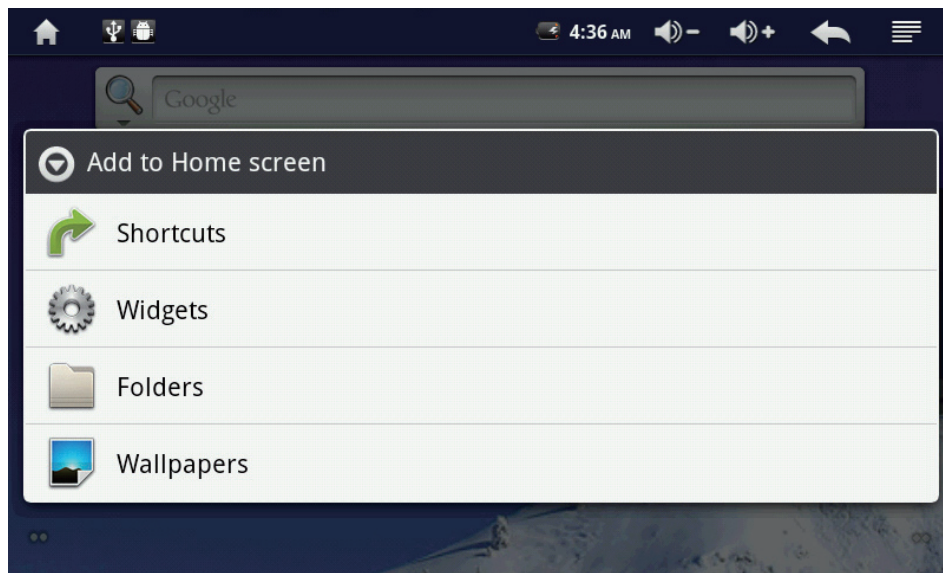 4:36 AM
Google
Add to Home screen
Shortcuts
Widgets
Folders
Wallpapers